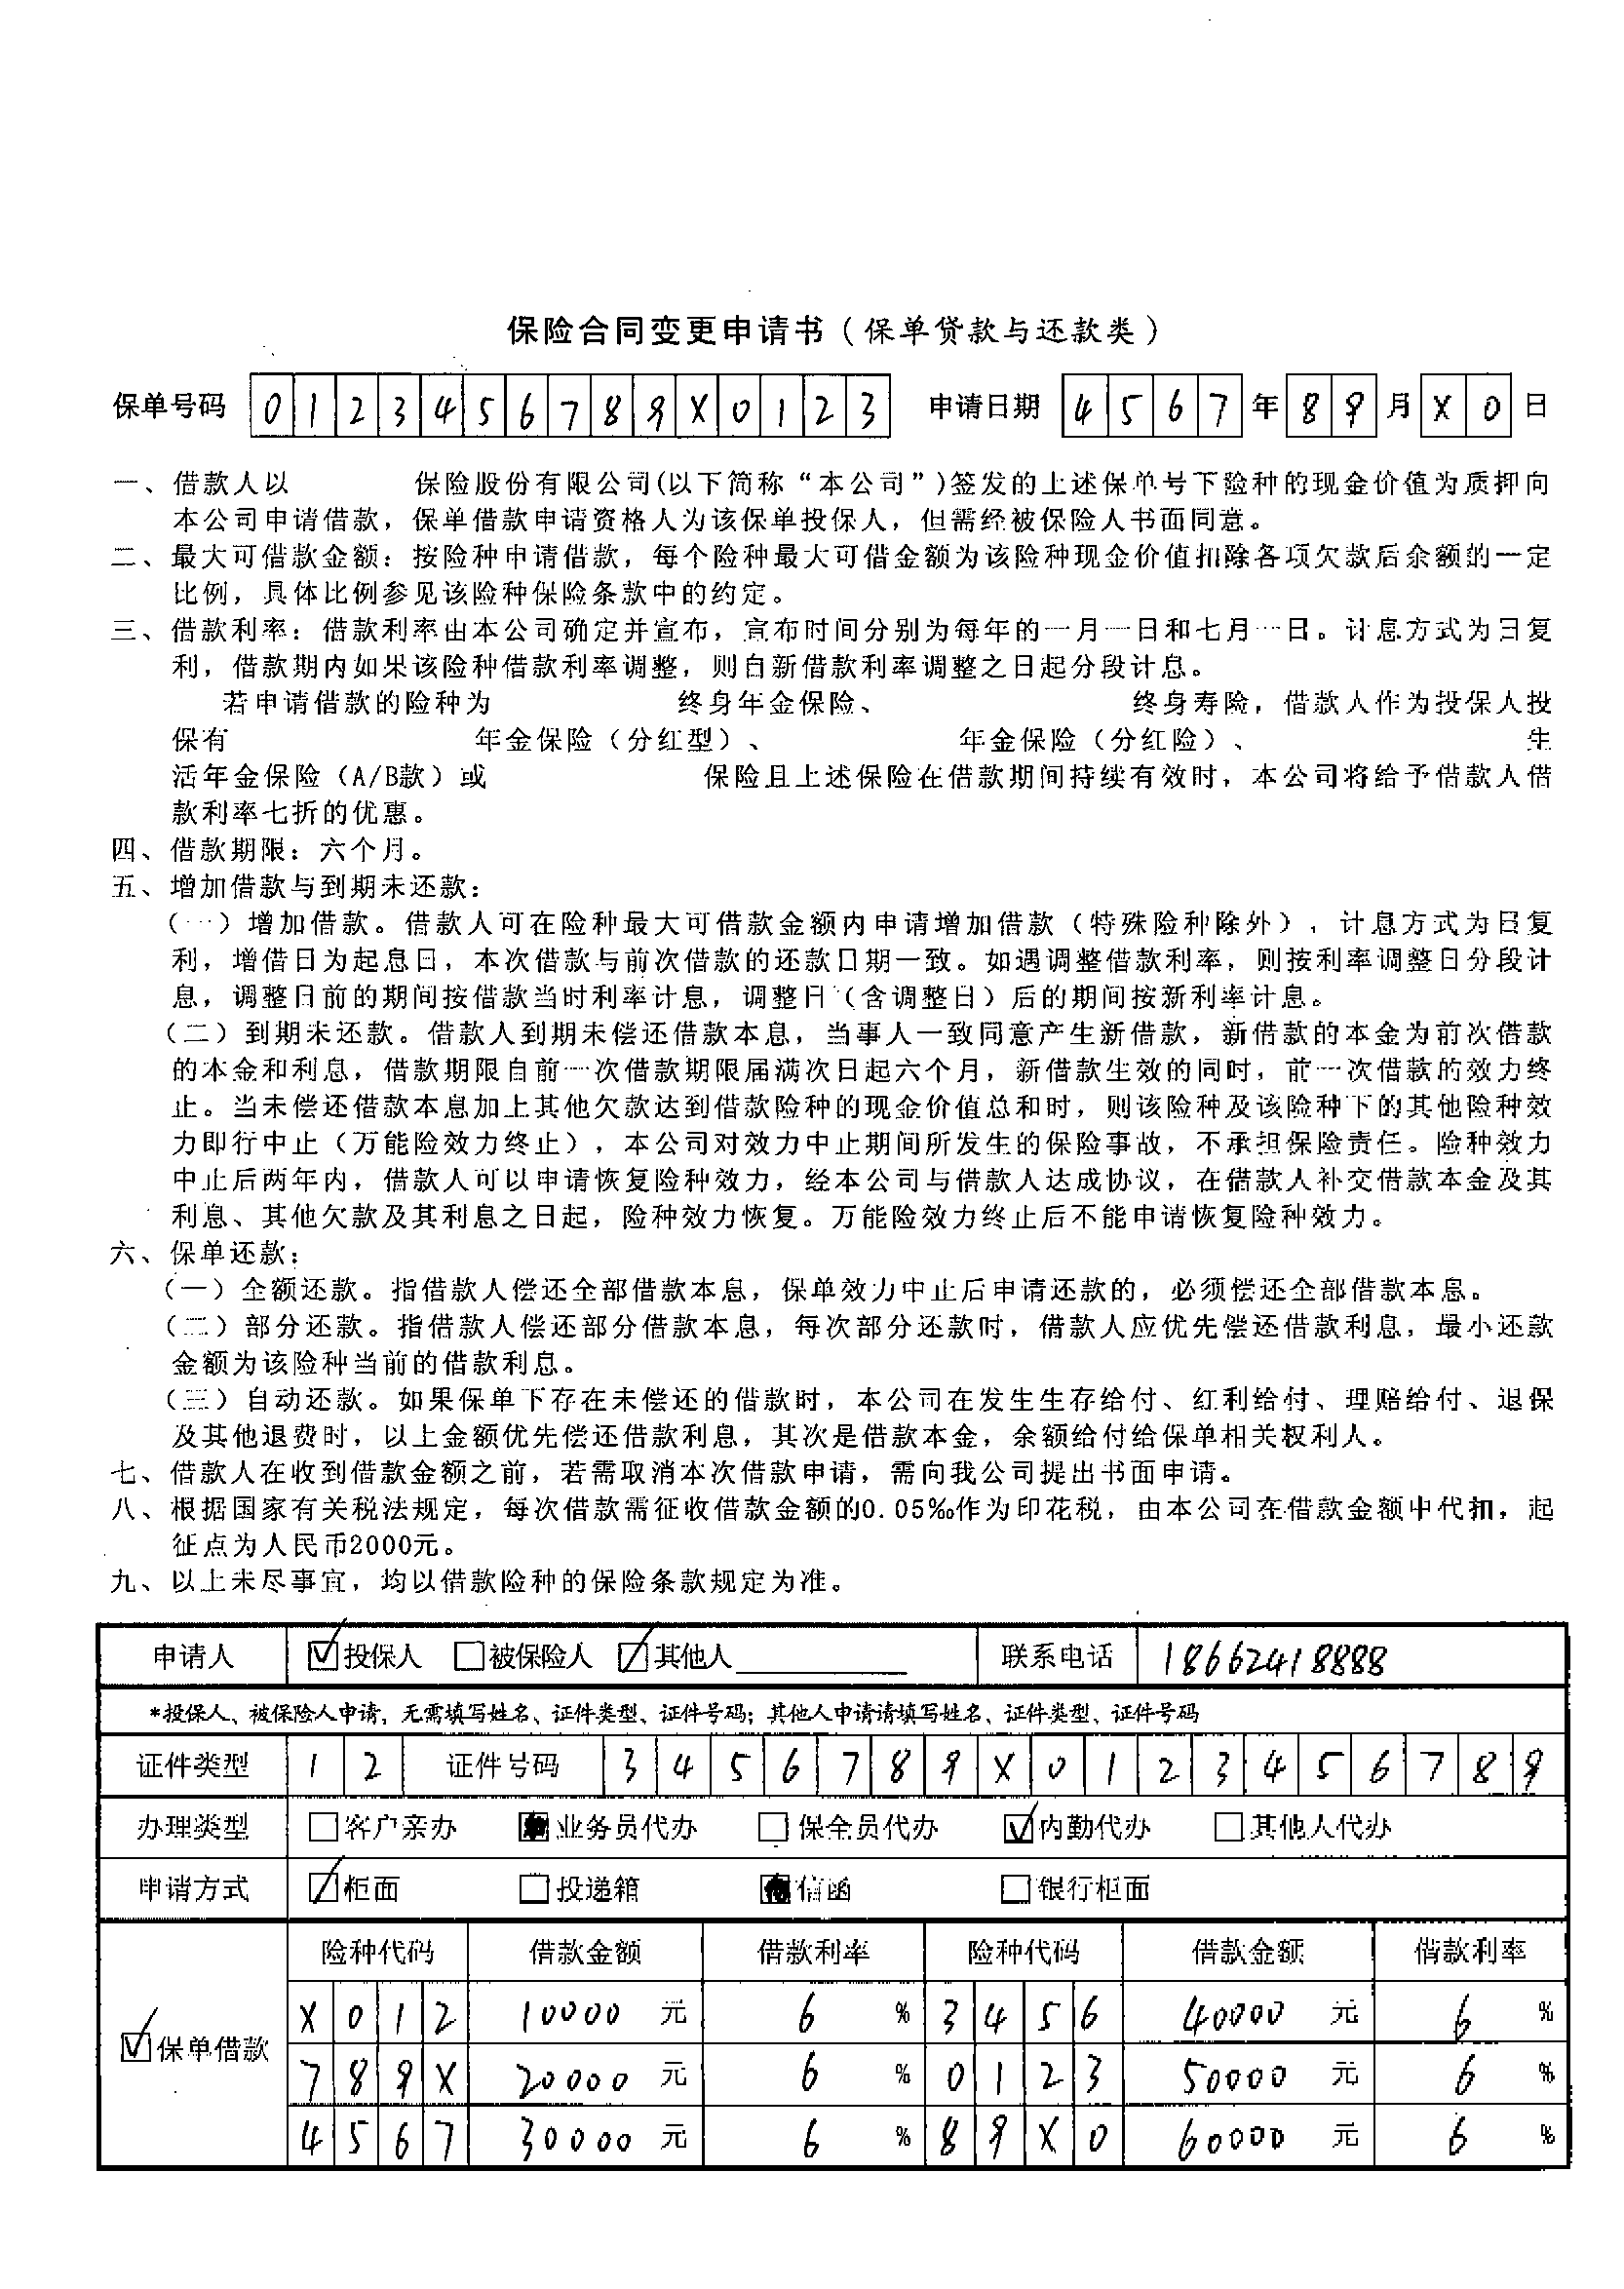 保险合同变更申请书（保单贷款与还款类）
保单号码 0 1 2 3 4 5 6 7 8 9 X 0 1 2 3 申请日期 4 5 6 7 年 8 9 月 X 0 日
一、借款人以 保险股份有限公司(以下简称“本公司”)签发的上述保单号下险种的现金价值为质押向
本公司申请借款，保单借款申请资格人为该保单投保人，但需经被保险人书面同意。
二、最大可借款金额：按险种申请借款，每个险种最大可借金额为该险种现金价值扣除各项欠款后余额的一定
比例，具体比例参见该险种保险条款中的约定。
三、借款利率：借款利率由本公司确定并宣布，宣布时间分别为每年的一月一日和七月一日。计息方式为日复
利，借款期内如果该险种借款利率调整，则自新借款利率调整之日起分段计息。
若申请借款的险种为 终身年金保险、 终身寿险，借款人作为投保人投
保有 年金保险（分红型）、 年金保险（分红险）、 生
活年金保险（A/B款）或 保险且上述保险在借款期间持续有效时，本公司将给予借款人借
款利率七折的优惠。
四、借款期限：六个月。
五、增加借款与到期未还款：
（一）增加借款。借款人可在险种最大可借款金额内申请增加借款（特殊险种除外），计息方式为日复
利，增借日为起息日，本次借款与前次借款的还款日期一致。如遇调整借款利率，则按利率调整日分段计
息，调整日前的期间按借款当时利率计息，调整日（含调整日）后的期间按新利率计息。
（二）到期未还款。借款人到期未偿还借款本息，当事人一致同意产生新借款，新借款的本金为前次借款
的本金和利息，借款期限自前一次借款期限届满次日起六个月，新借款生效的同时，前一次借款的效力终
止。当未偿还借款本息加上其他欠款达到借款险种的现金价值总和时，则该险种及该险种下的其他险种效
力即行中止（万能险效力终止），本公司对效力中止期间所发生的保险事故，不承担保险责任。险种效力
中止后两年内，借款人可以申请恢复险种效力，经本公司与借款人达成协议，在借款人补交借款本金及其
利息、其他欠款及其利息之日起，险种效力恢复。万能险效力终止后不能申请恢复险种效力。
六、保单还款：
（一）全额还款。指借款人偿还全部借款本息，保单效力中止后申请还款的，必须偿还全部借款本息。
（二）部分还款。指借款人偿还部分借款本息，每次部分还款时，借款人应优先偿还借款利息，最小还款
金额为该险种当前的借款利息。
（三）自动还款。如果保单下存在未偿还的借款时，本公司在发生生存给付、红利给付、理赔给付、退保
及其他退费时，以上金额优先偿还借款利息，其次是借款本金，余额给付给保单相关权利人。
七、借款人在收到借款金额之前，若需取消本次借款申请，需向我公司提出书面申请。
八、根据国家有关税法规定，每次借款需征收借款金额的0.05‰作为印花税，由本公司在借款金额中代扣，起
征点为人民币2000元。
九、以上未尽事宜，均以借款险种的保险条款规定为准。
申请人 ☑投保人 □被保险人 ☑其他人 联系电话 18662418888
*投保人、被保险人申请，无需填写姓名、证件类型、证件号码；其他人申请请填写姓名、证件类型、证件号码
证件类型 1 2 证件号码 3 4 5 6 7 8 9 X 0 1 2 3 4 5 6 7 8 9
办理类型 □客户亲办 ■业务员代办 □保全员代办 ☑内勤代办 □其他人代办
申请方式 ☑柜面 □投递箱 ■信函 □银行柜面
险种代码 借款金额 借款利率 险种代码 借款金额 借款利率
X 0 1 2 10000 元 6 % 3 4 5 6 40000 元 6 %
☑保单借款 7 8 9 X 20000 元 6 % 0 1 2 3 50000 元 6 %
4 5 6 7 30000 元 6 % 8 9 X 0 60000 元 6 %